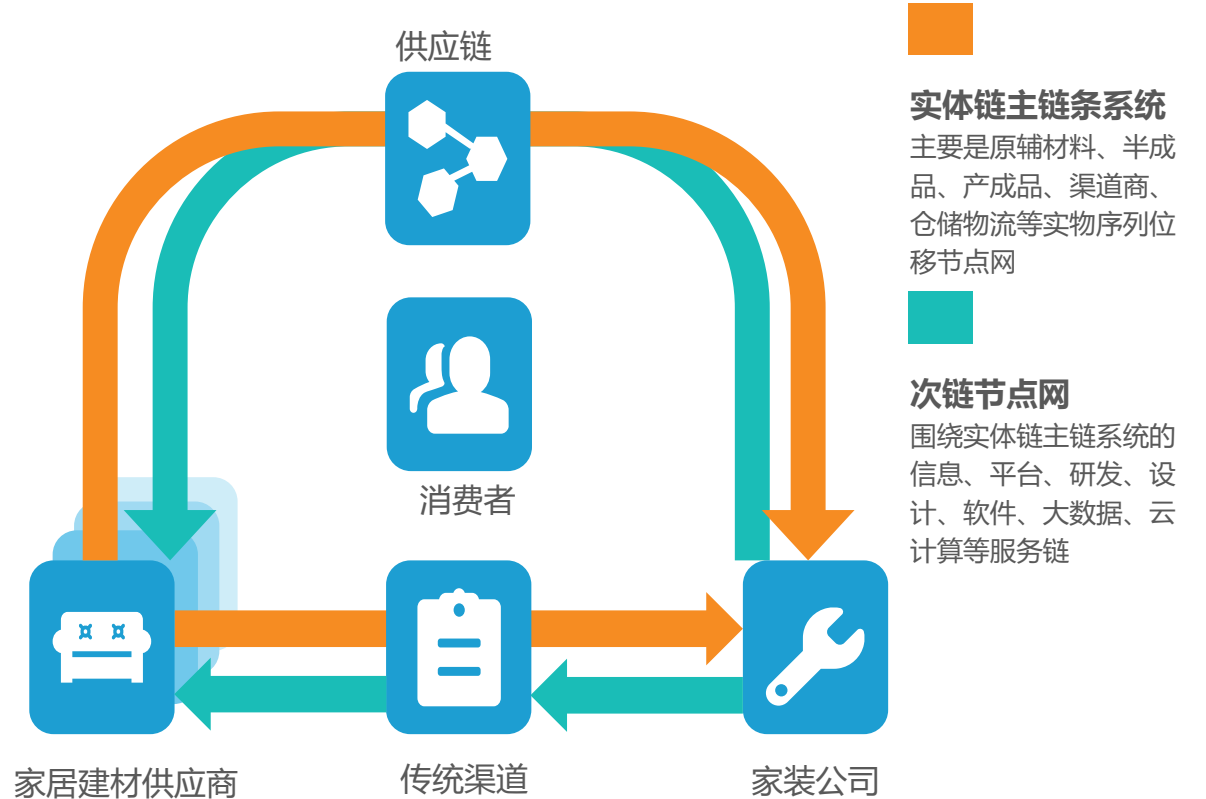 供应链
实体链主链条系统
主要是原辅材料、半成
品、产成品、渠道商、
仓储物流等实物序列位
移节点网
次链节点网
围绕实体链主链系统的
信息、平台、研发、设
计、软件、大数据、云
计算等服务链
消费者
家居建材供应商
传统渠道
家装公司